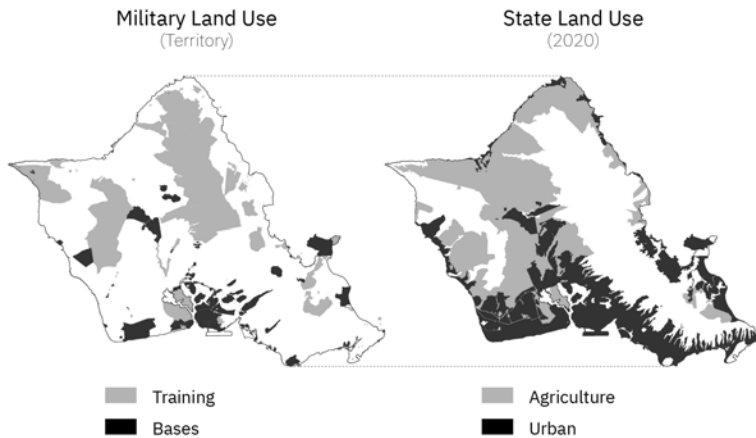 Military Land Use
(Territory)
State Land Use
(2020)
Training
Bases
Agriculture
Urban